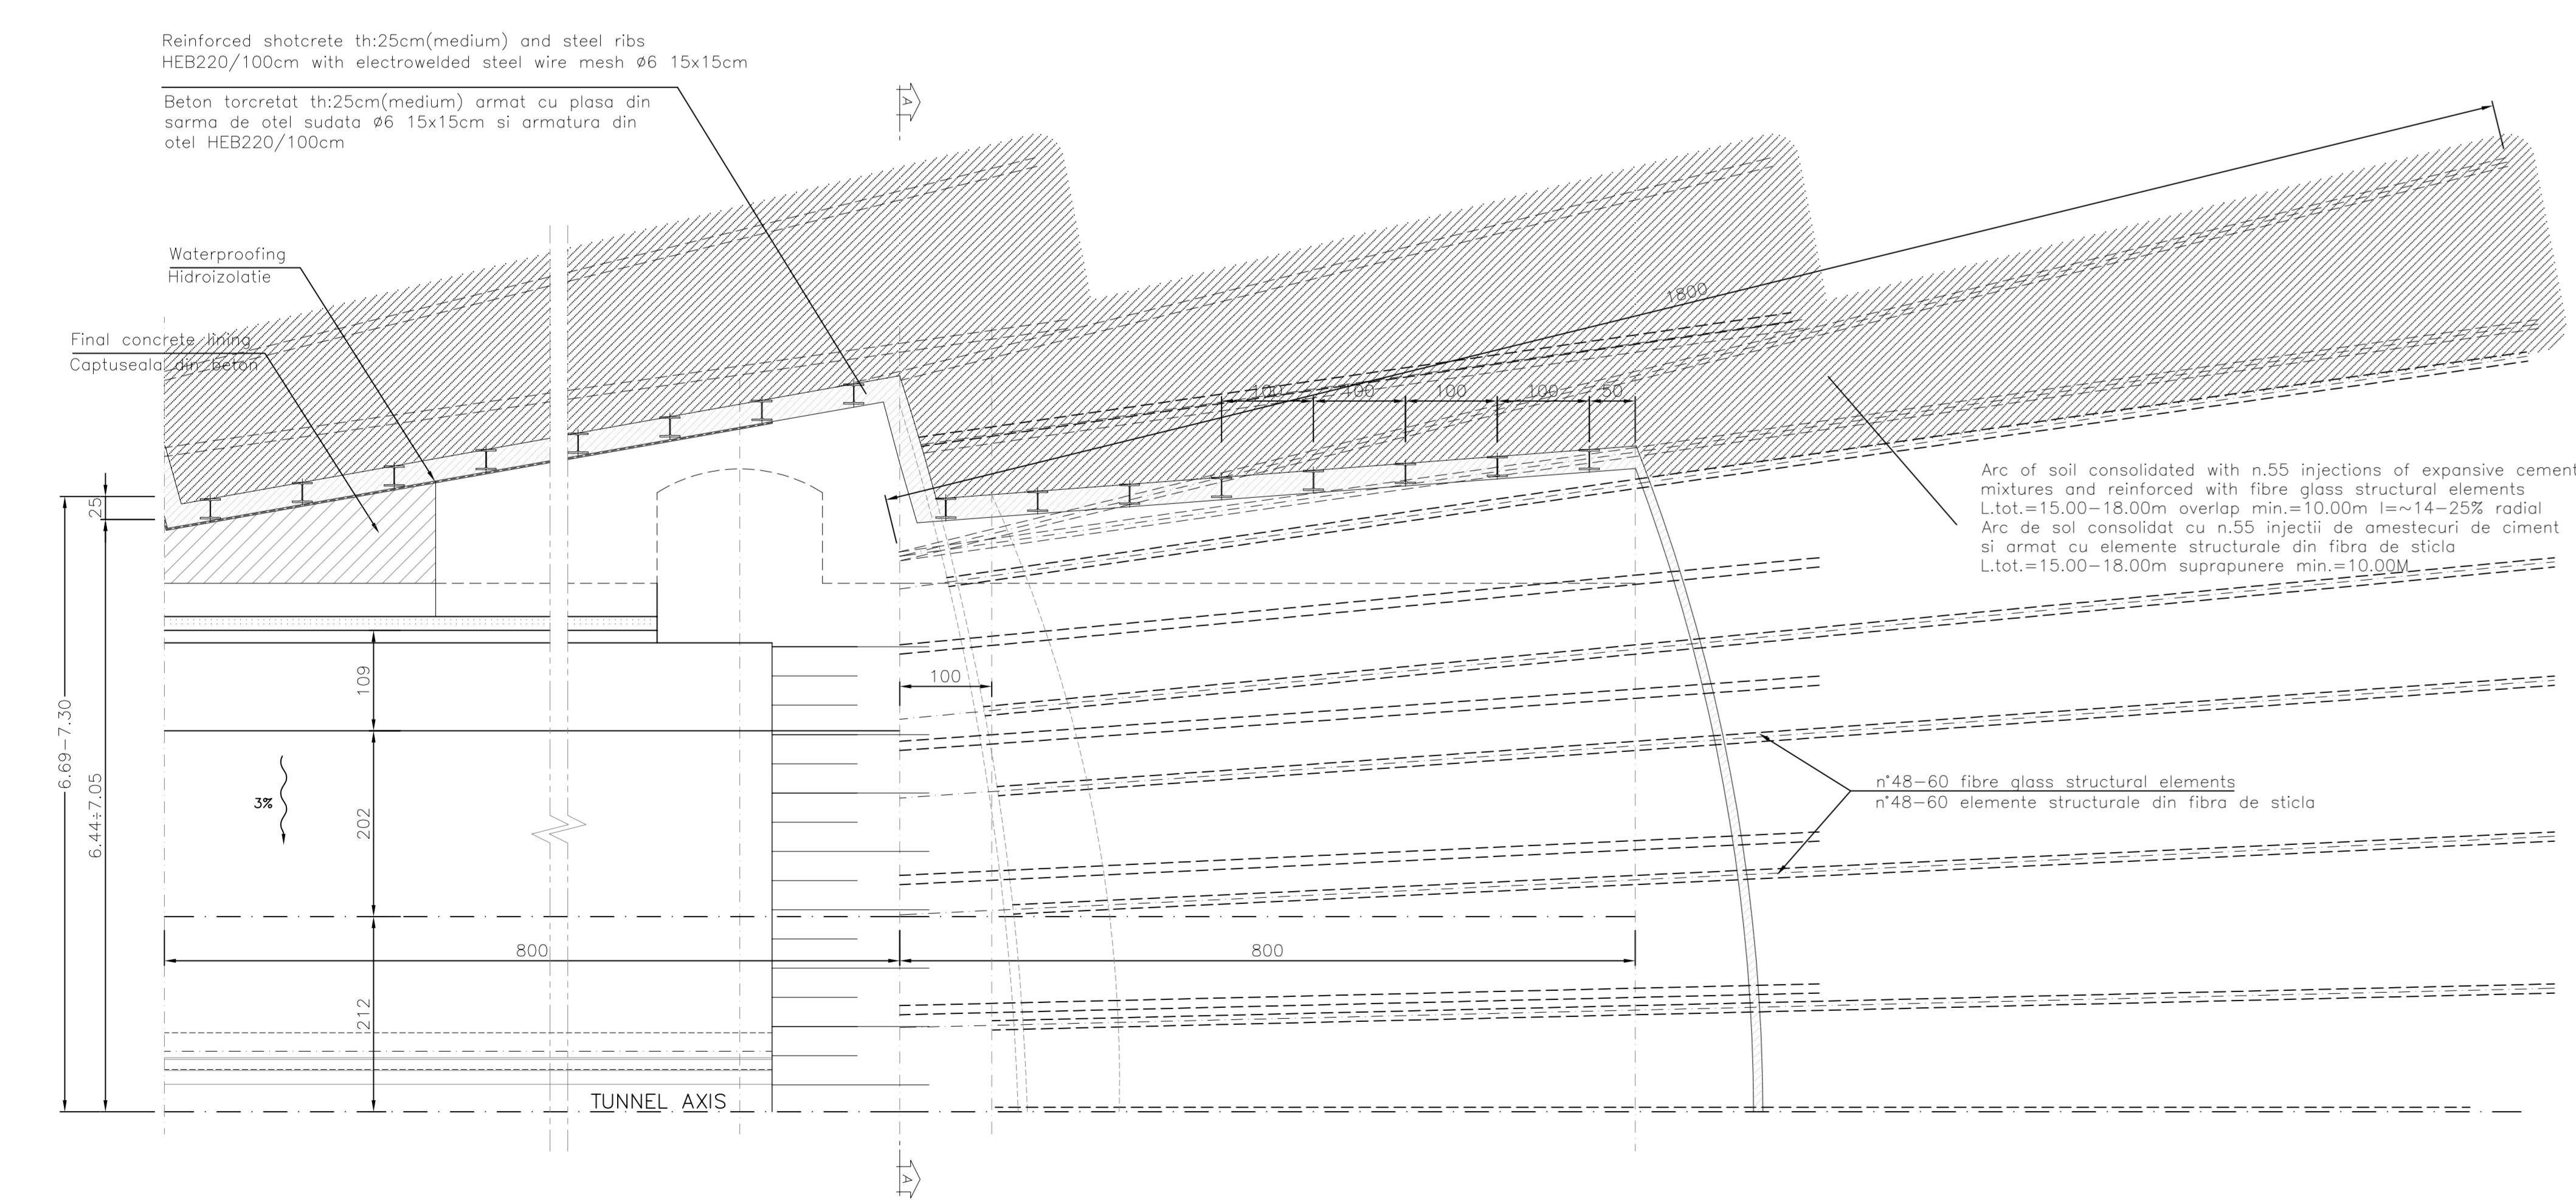 Reinforced shotcrete th:25cm(medium) and steel ribs
HEB220/100cm with electrowelded steel wire mesh ø6 15x15cm
Beton torcretat th:25cm(medium) armat cu plasa din
sarma de otel sudata ø6 15x15cm si armatura din
otel HEB220/100cm
A
Waterproofing
Hidroizolatie
1800
Final concrete lining
Captuseala din beton
100
100
100
100
50
Arc of soil consolidated with n.55 injections of expansive cement
mixtures and reinforced with fibre glass structural elements
L.tot.=15.00-18.00m overlap min.=10.00m I=~14-25% radial
Arc de sol consolidat cu n.55 injectii de amestecuri de ciment
si armat cu elemente structurale din fibra de sticla
L.tot.=15.00-18.00m suprapunere min.=10.00M
25
6.69-7.30
6.44÷7.05
109
100
202
3%
n°48-60 fibre glass structural elements
n°48-60 elemente structurale din fibra de sticla
800
800
212
TUNNEL AXIS
A